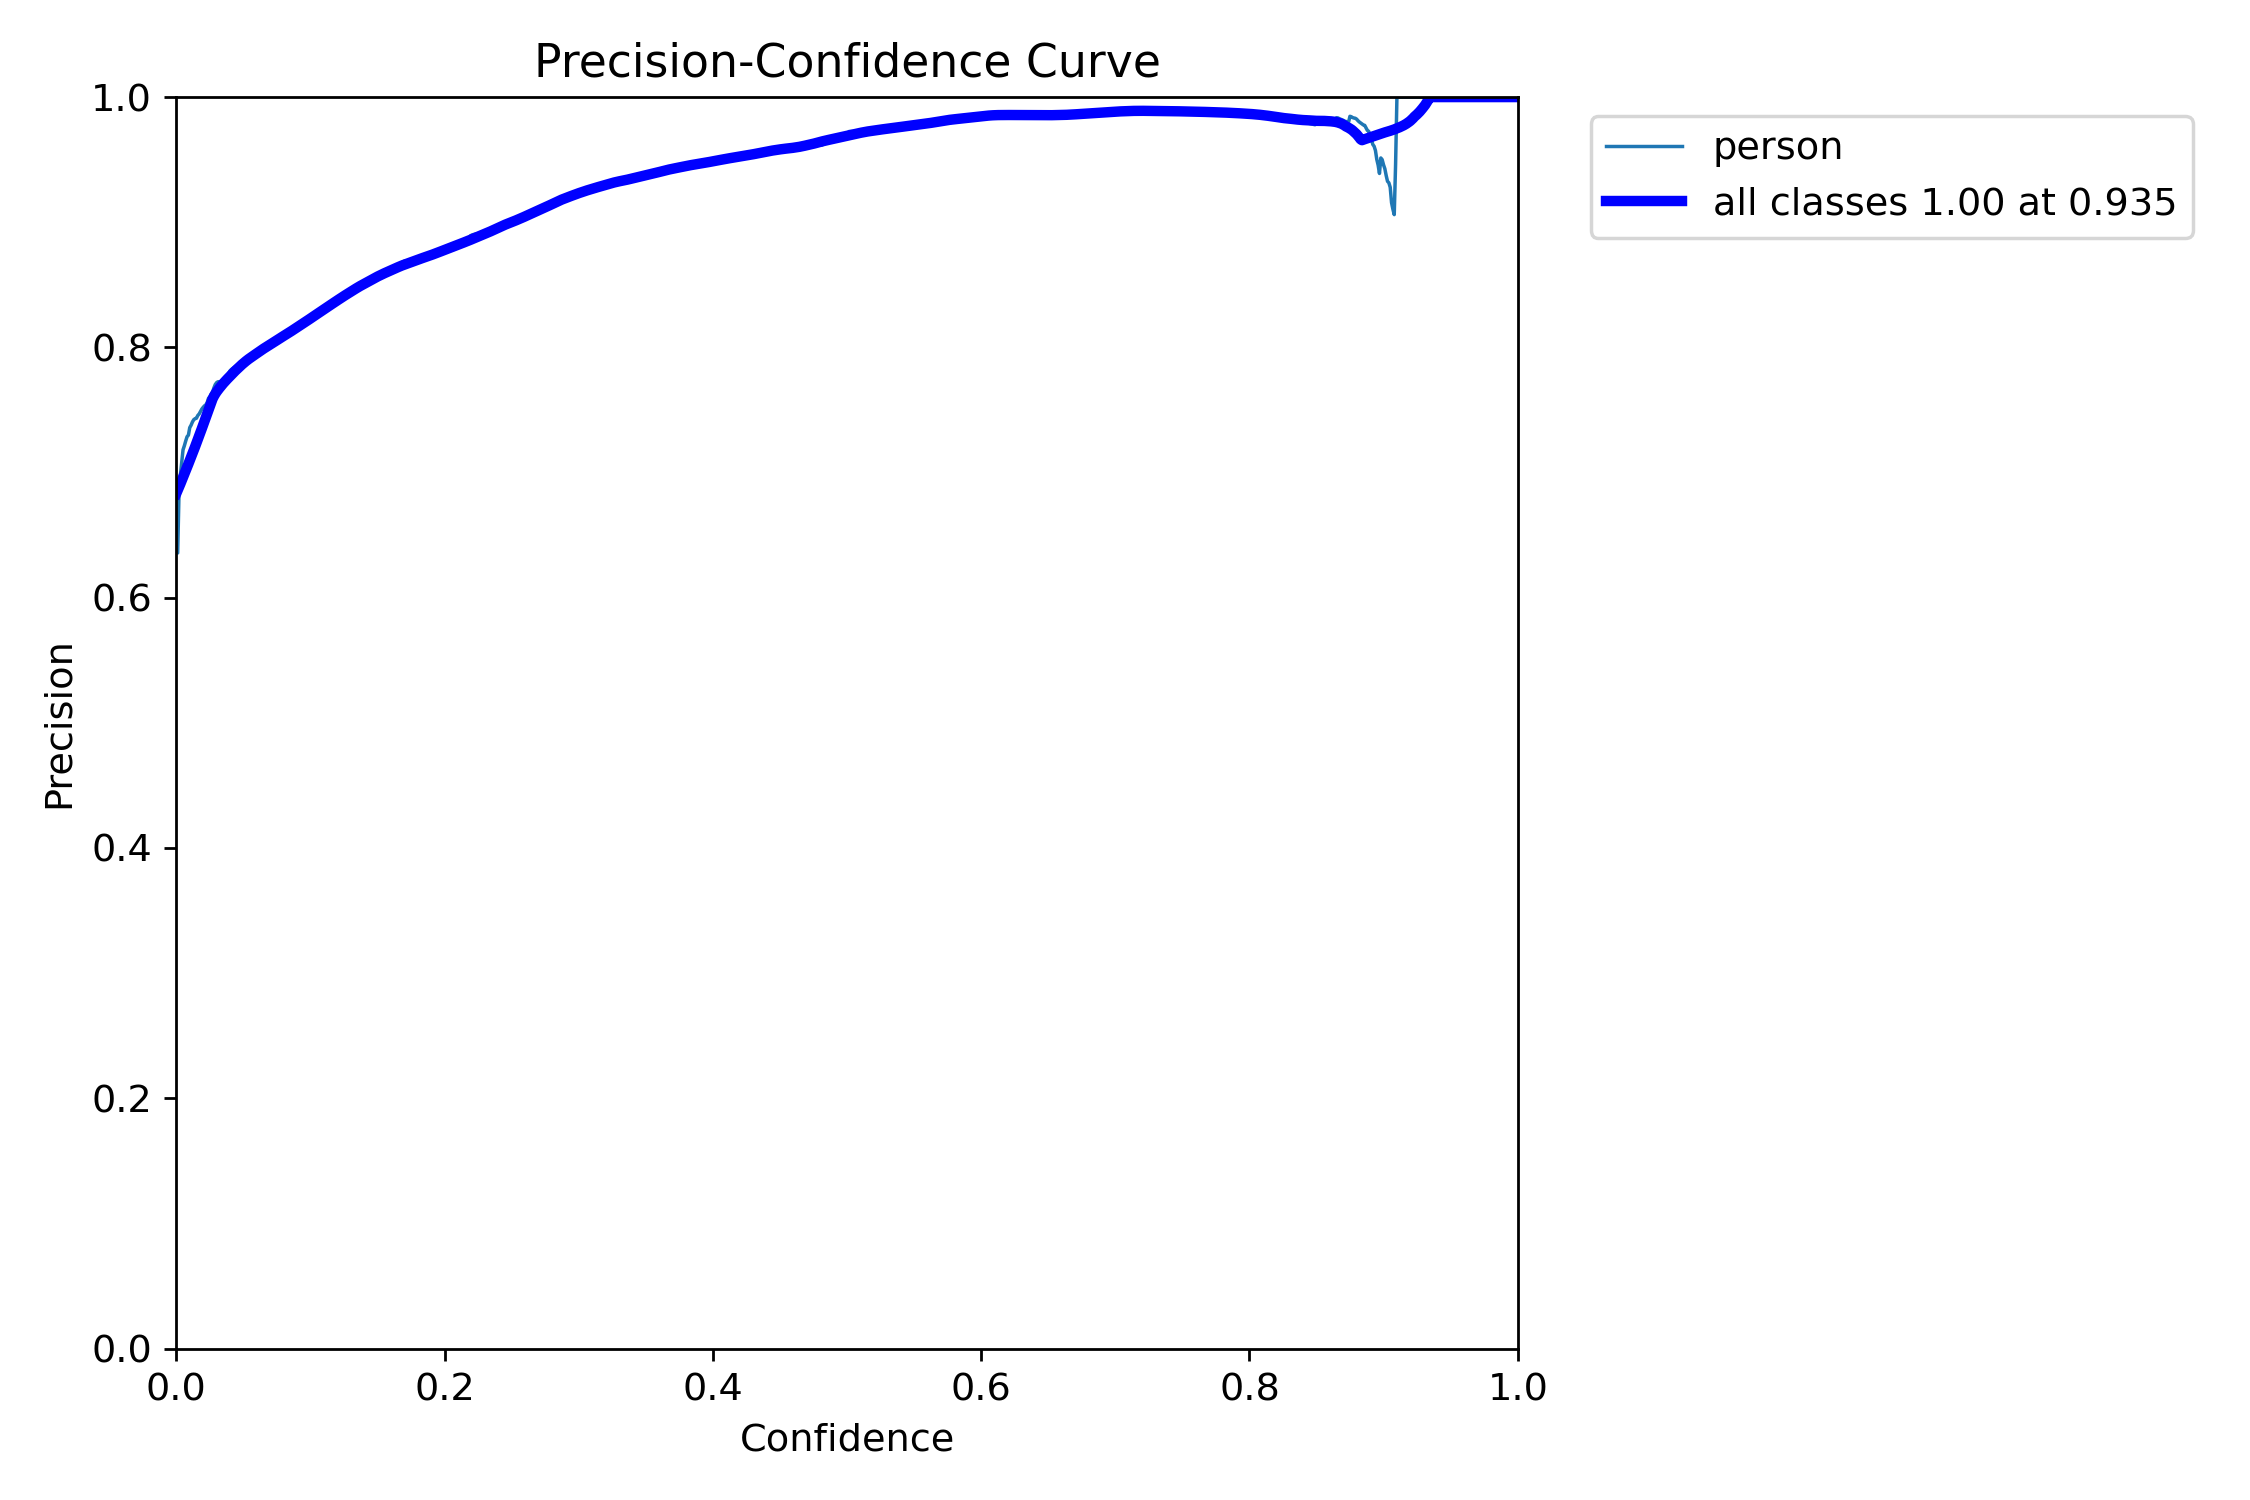 Precision-Confidence Curve
1.0
0.8
0.6
0.4
0.2
0.0
Precision
0.0 0.2 0.4 0.6 0.8 1.0
Confidence
person
all classes 1.00 at 0.935